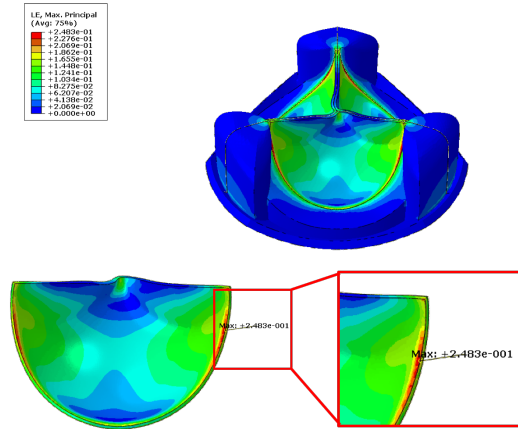 LE, Max. Principal
(Avg: 75%)
+2.483e-01
+2.276e-01
+2.069e-01
+1.862e-01
+1.655e-01
+1.448e-01
+1.241e-01
+1.034e-01
+8.275e-02
+6.207e-02
+4.138e-02
+2.069e-02
+0.000e+00
Max: +2.483e-001
Max: +2.483e-001